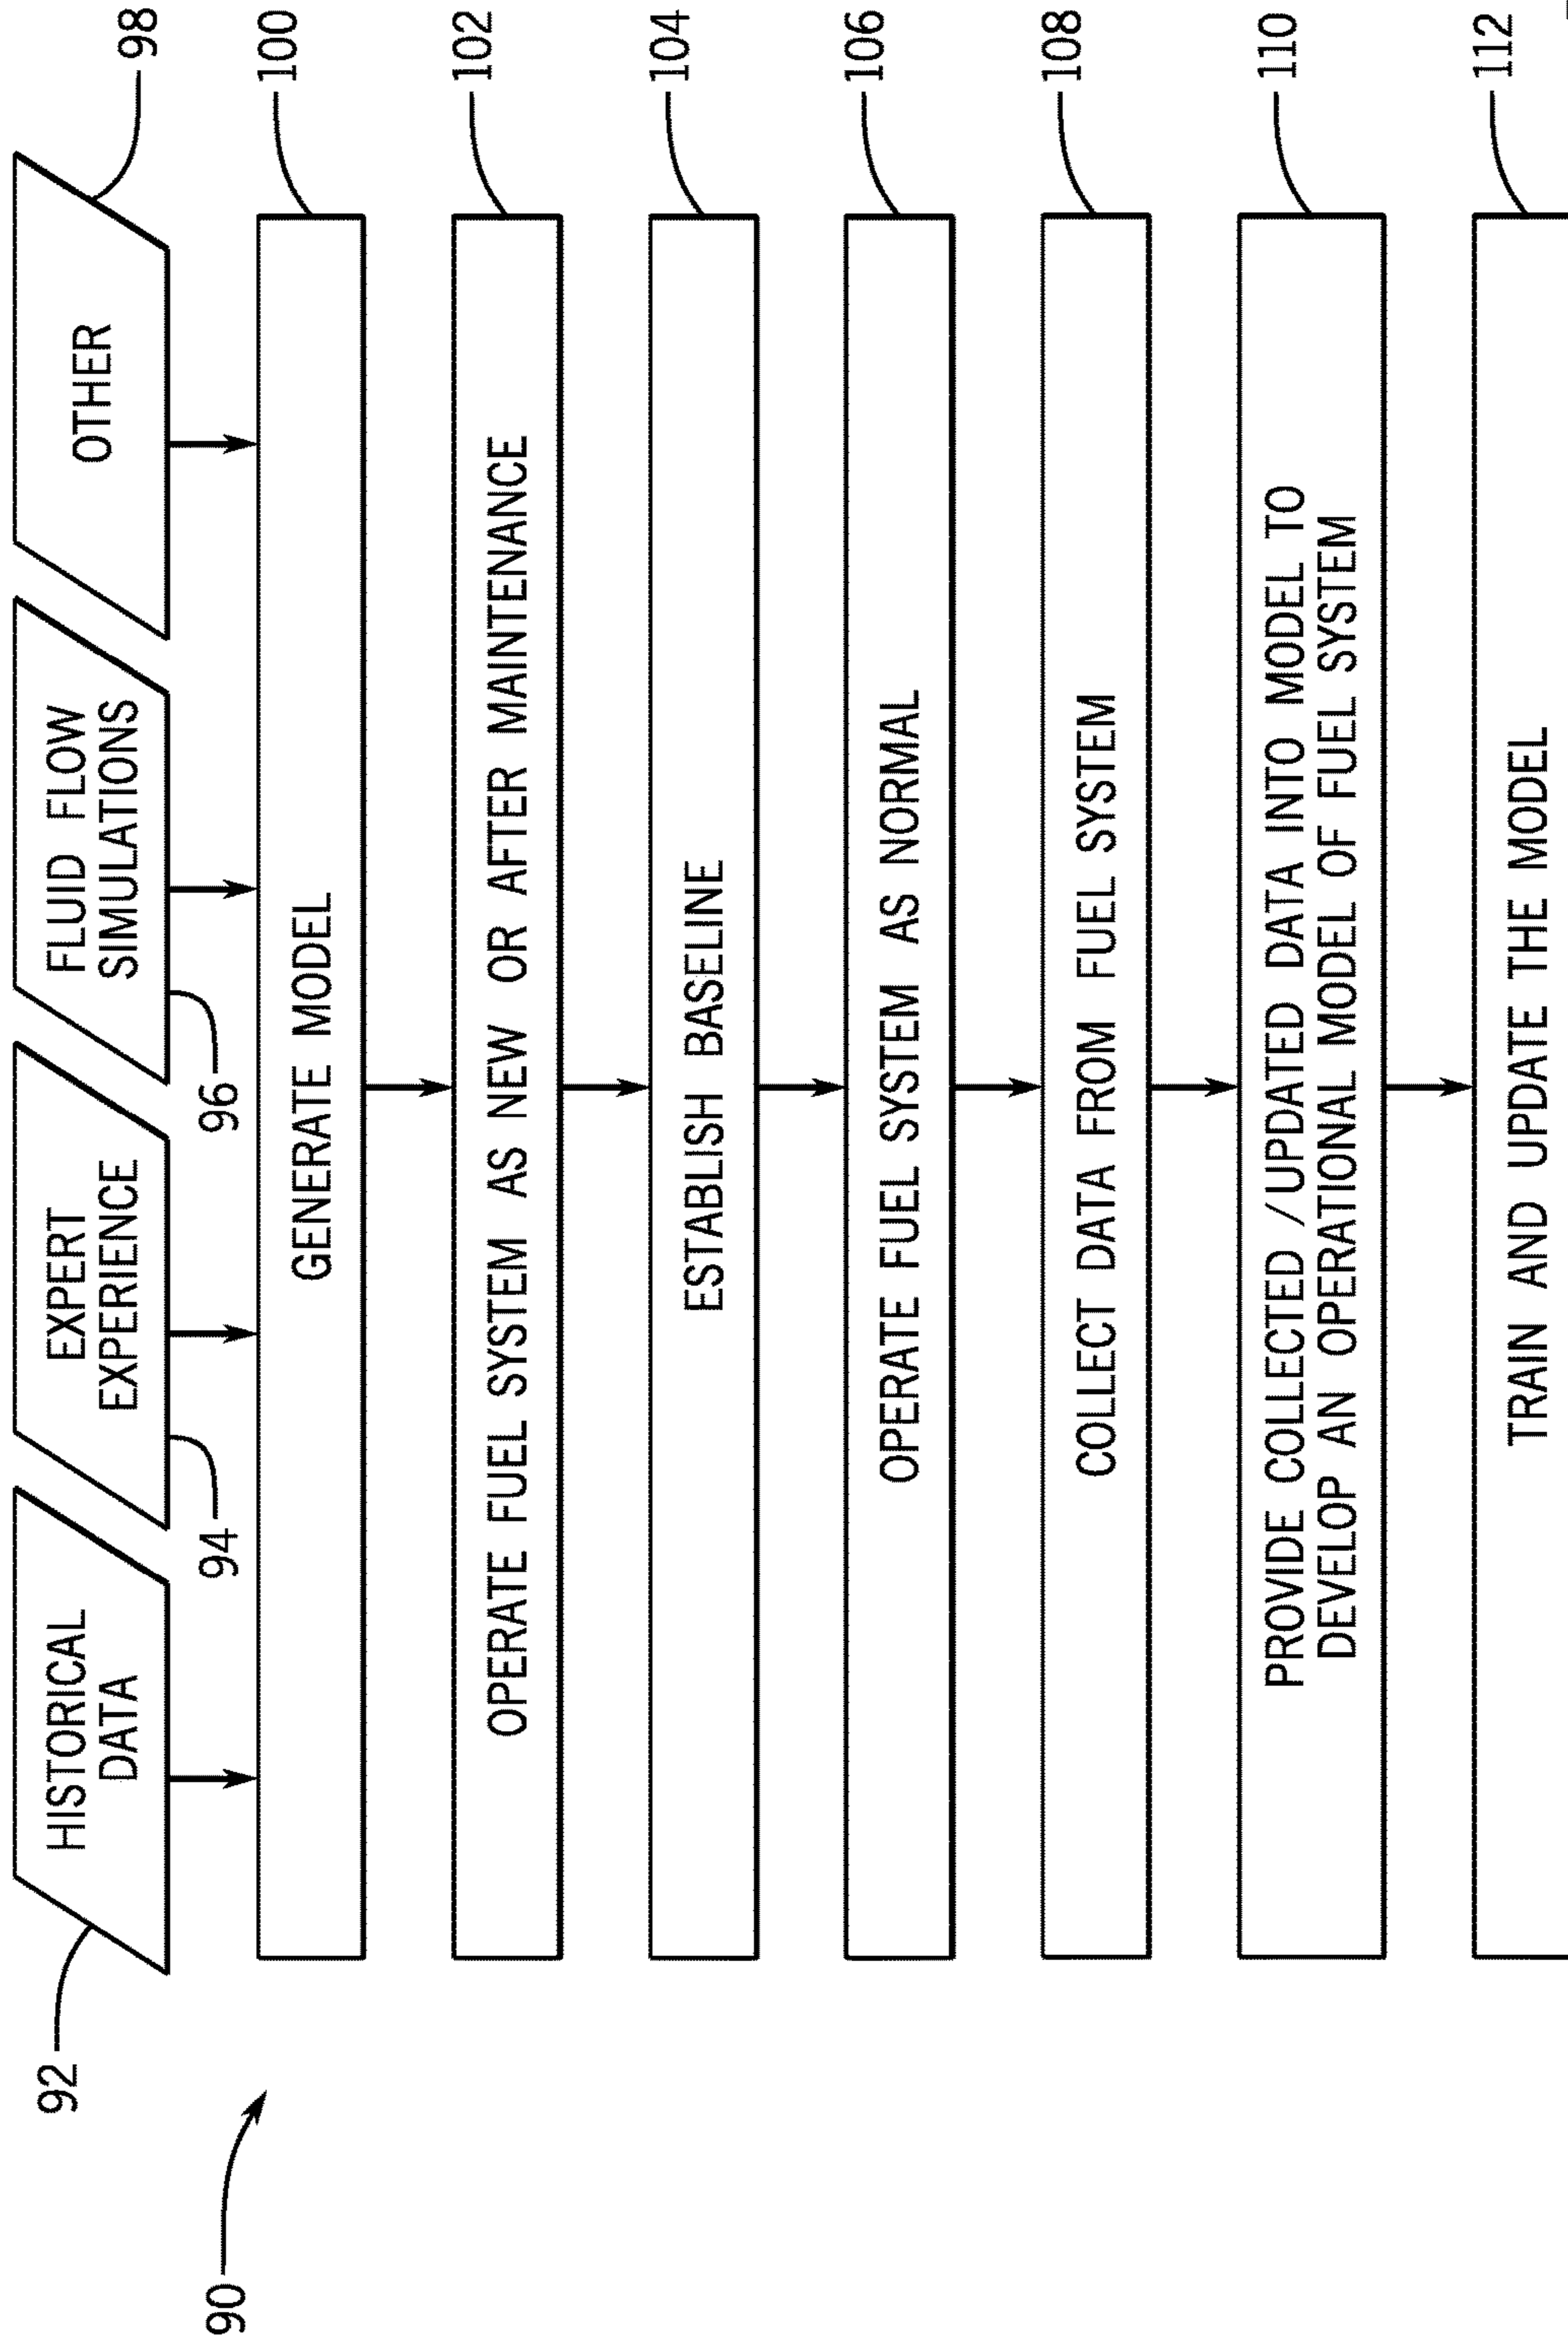 90
92
HISTORICAL
DATA
94
EXPERT
EXPERIENCE
96
FLUID FLOW
SIMULATIONS
OTHER
98
GENERATE MODEL
100
OPERATE FUEL SYSTEM AS NEW OR AFTER MAINTENANCE
102
ESTABLISH BASELINE
104
OPERATE FUEL SYSTEM AS NORMAL
106
COLLECT DATA FROM FUEL SYSTEM
108
PROVIDE COLLECTED /UPDATED DATA INTO MODEL TO
DEVELOP AN OPERATIONAL MODEL OF FUEL SYSTEM
110
TRAIN AND UPDATE THE MODEL
112